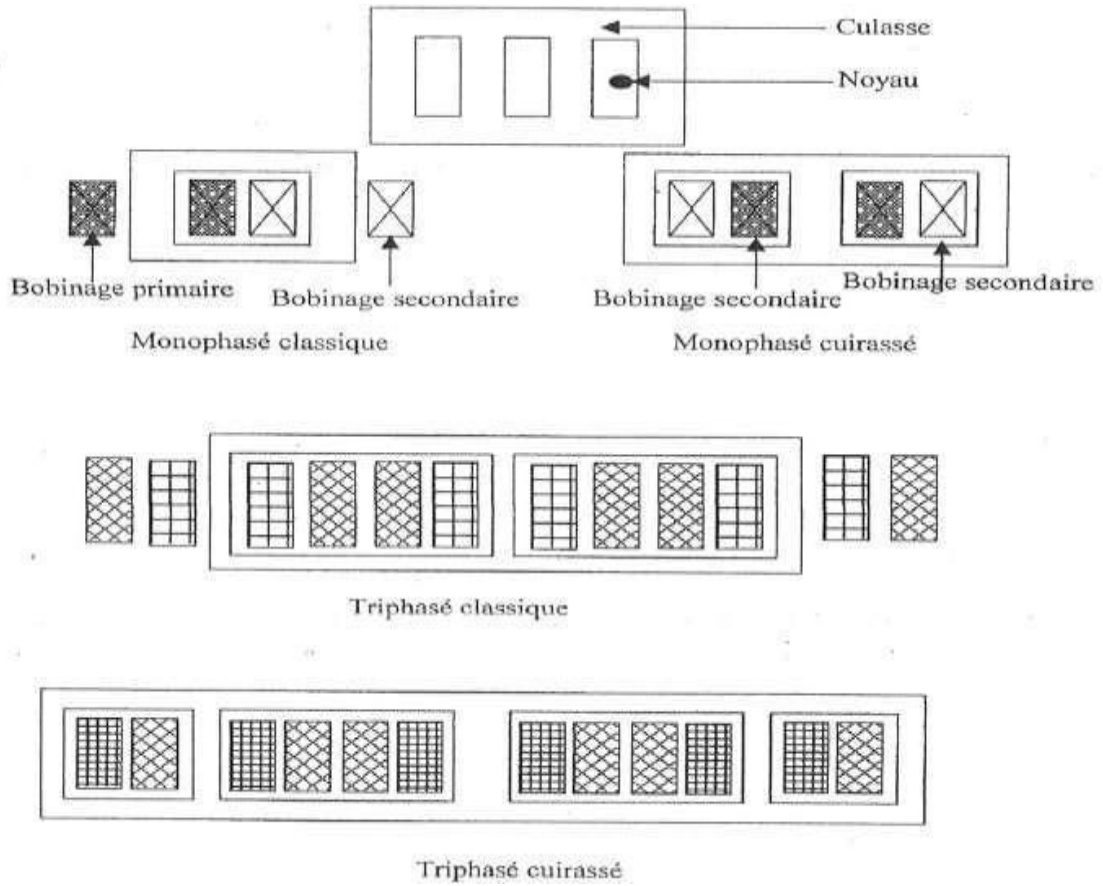 Culasse
Noyau
Bobinage primaire
Bobinage secondaire
Bobinage secondaire
Bobinage secondaire
Monophasé classique
Monophasé cuirassé
Triphasé classique
Triphasé cuirassé